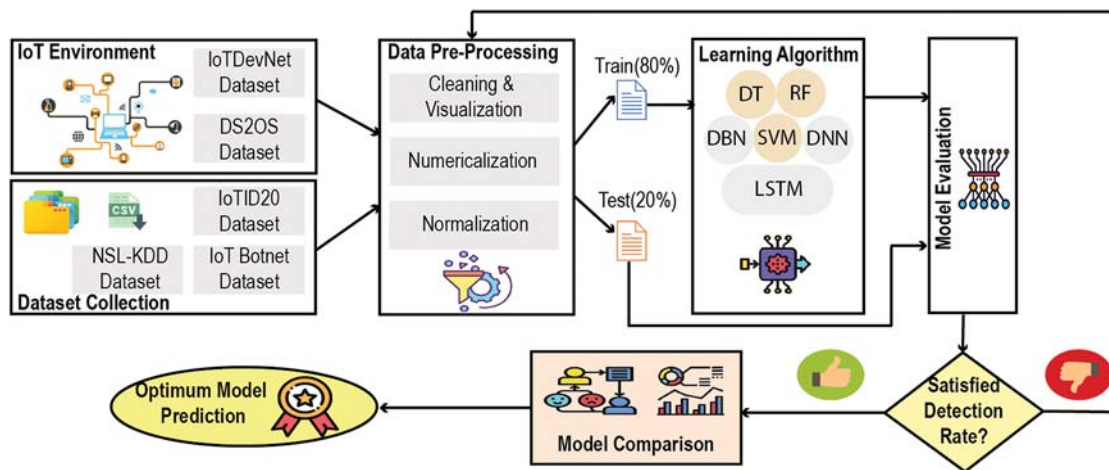 IoT Environment
IoTDevNet
Dataset
DS2OS
Dataset
IoTID20
Dataset
CSV
NSL-KDD
Dataset
IoT Botnet
Dataset
Dataset Collection
Data Pre-Processing
Cleaning &
Visualization
Numericalization
Normalization
Train(80%)
Test(20%)
Learning Algorithm
DT
RF
DBN
SVM
DNN
LSTM
Model Evaluation
Satisfied
Detection
Rate?
Model Comparison
Optimum Model
Prediction